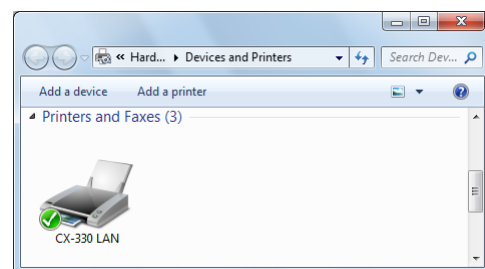 « Hard... ▸ Devices and Printers Search Dev...
Add a device Add a printer
Printers and Faxes (3)
CX-330 LAN